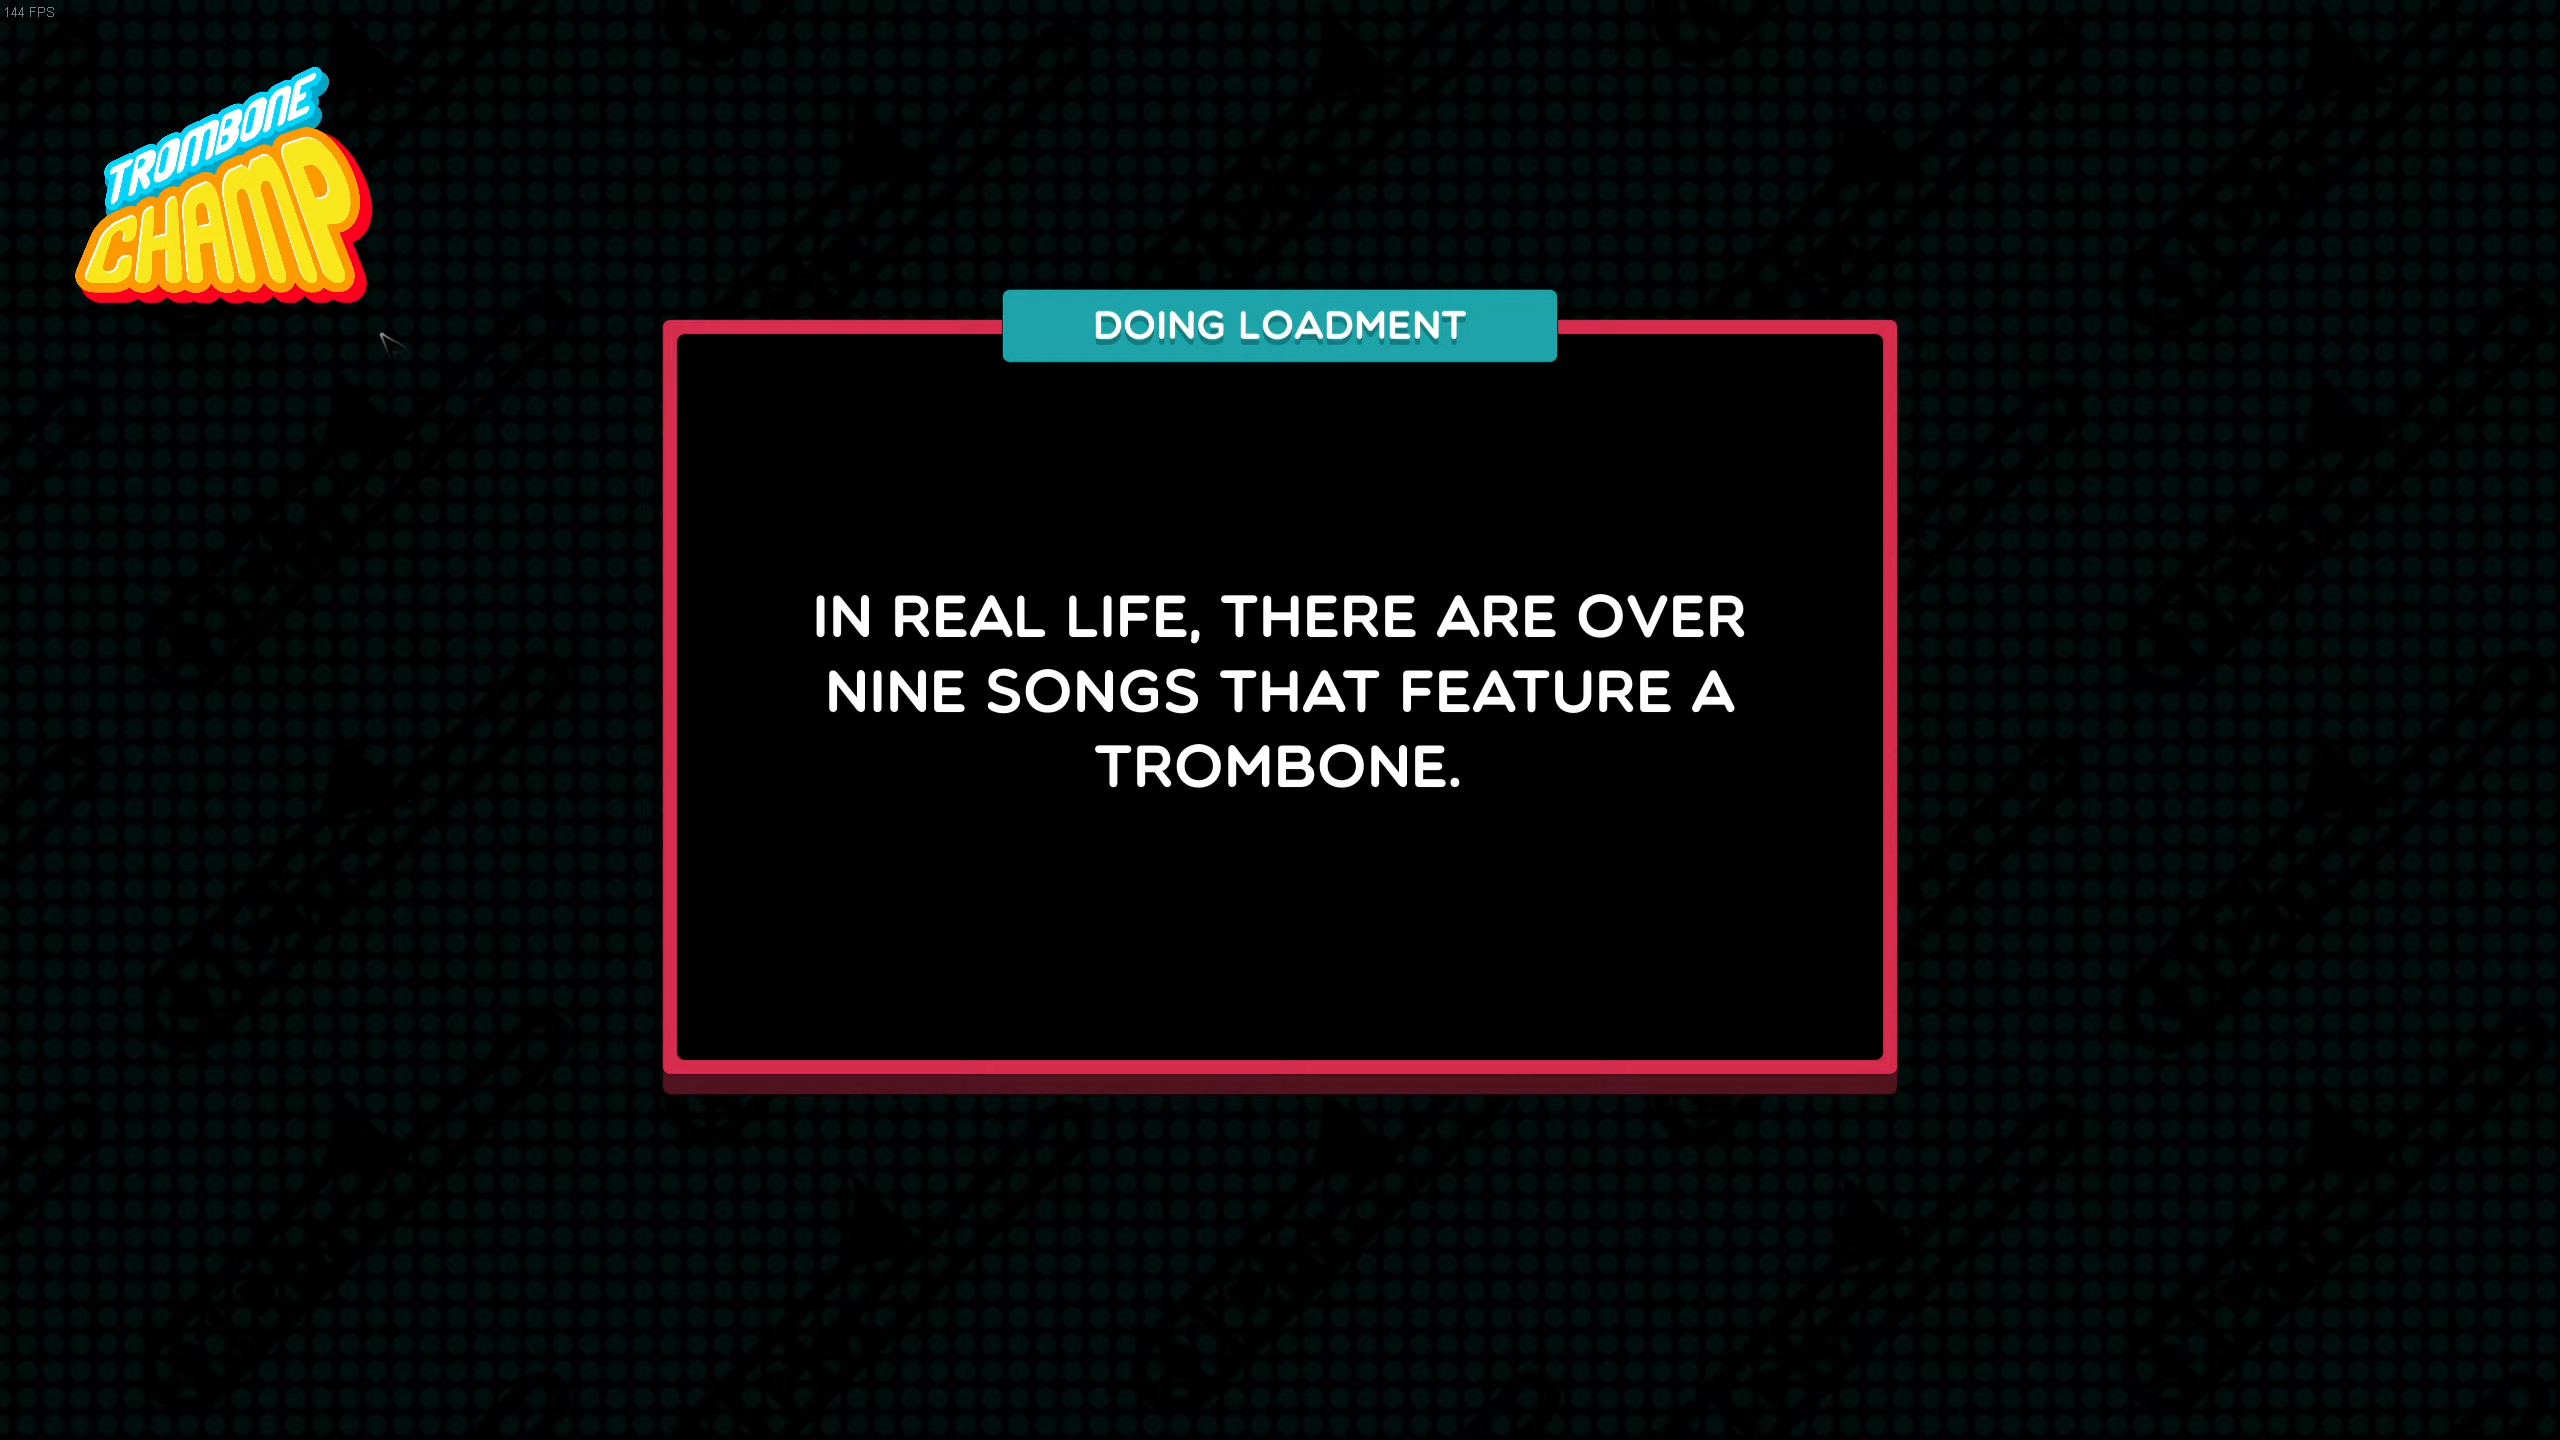 144 FPS
TROMBONE
CHAMP
DOING LOADMENT
IN REAL LIFE, THERE ARE OVER
NINE SONGS THAT FEATURE A
TROMBONE.